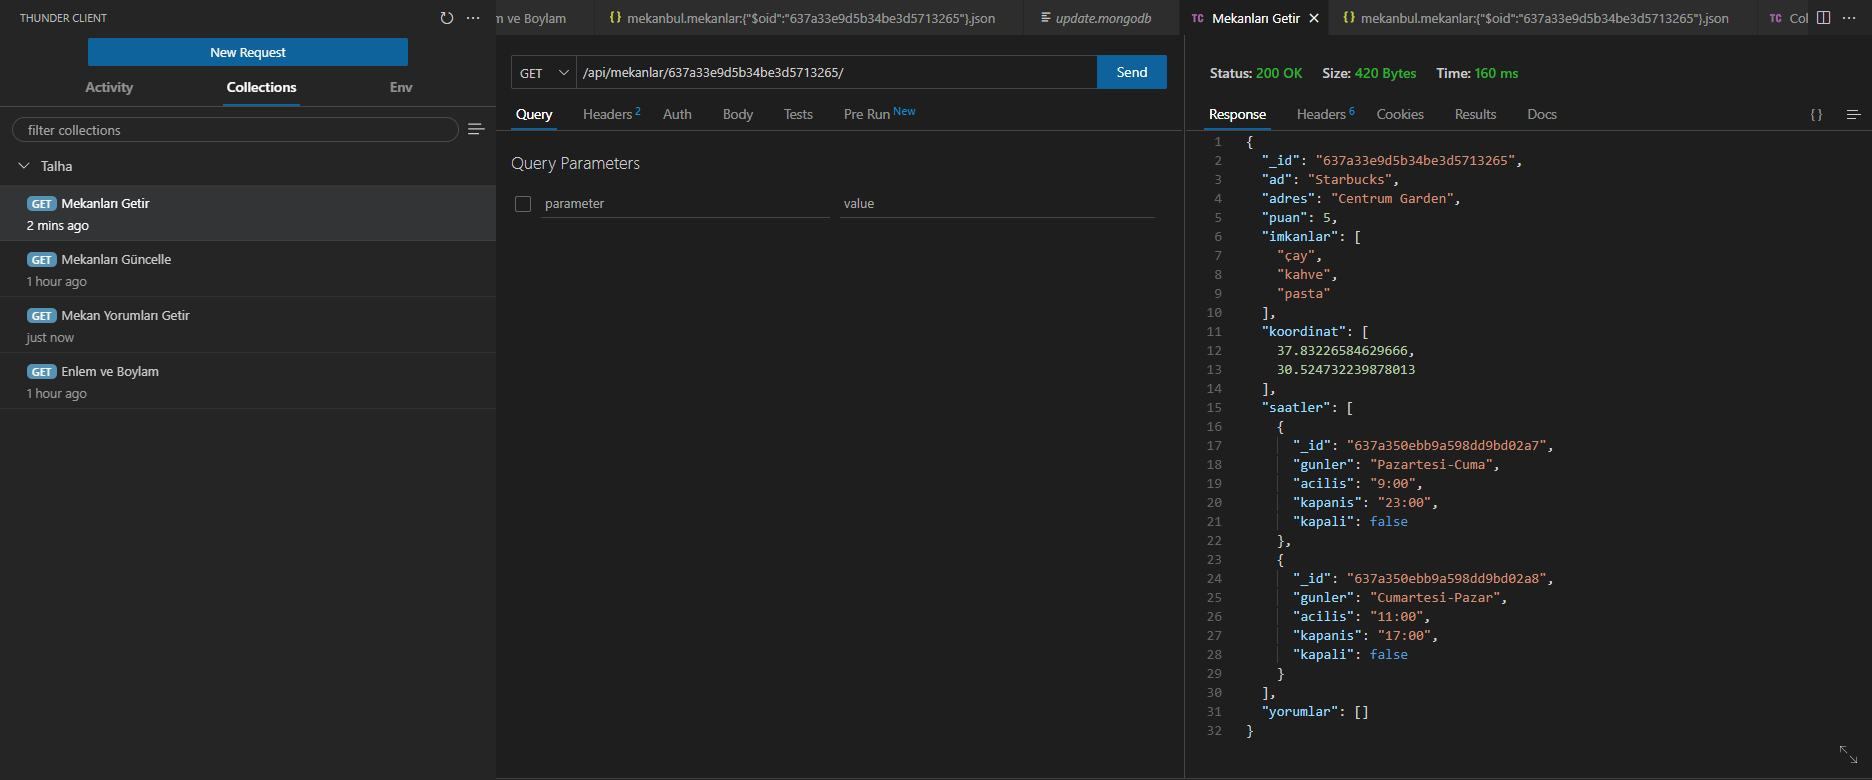 THUNDER CLIENT
New Request
Activity
Collections
Env
filter collections
Talha
GET Mekanları Getir
2 mins ago
GET Mekanları Güncelle
1 hour ago
GET Mekan Yorumları Getir
just now
GET Enlem ve Boylam
1 hour ago
m ve Boylam
{} mekanbul.mekanlar:{"$oid":"637a33e9d5b34be3d5713265"}.json
update.mongodb
TC Mekanları Getir
{} mekanbul.mekanlar:{"$oid":"637a33e9d5b34be3d5713265"}.json
TC Col
GET
/api/mekanlar/637a33e9d5b34be3d5713265/
Send
Query
Headers 2
Auth
Body
Tests
Pre Run New
Query Parameters
parameter
value
Status: 200 OK Size: 420 Bytes Time: 160 ms
Response
Headers 6
Cookies
Results
Docs
{}
1 {
2 "_id": "637a33e9d5b34be3d5713265",
3 "ad": "Starbucks",
4 "adres": "Centrum Garden",
5 "puan": 5,
6 "imkanlar": [
7 "çay",
8 "kahve",
9 "pasta"
10 ],
11 "koordinat": [
12 37.83226584629666,
13 30.524732239878013
14 ],
15 "saatler": [
16 {
17 "_id": "637a350ebb9a598dd9bd02a7",
18 "gunler": "Pazartesi-Cuma",
19 "acilis": "9:00",
20 "kapanis": "23:00",
21 "kapali": false
22 },
23 {
24 "_id": "637a350ebb9a598dd9bd02a8",
25 "gunler": "Cumartesi-Pazar",
26 "acilis": "11:00",
27 "kapanis": "17:00",
28 "kapali": false
29 }
30 ],
31 "yorumlar": []
32 }